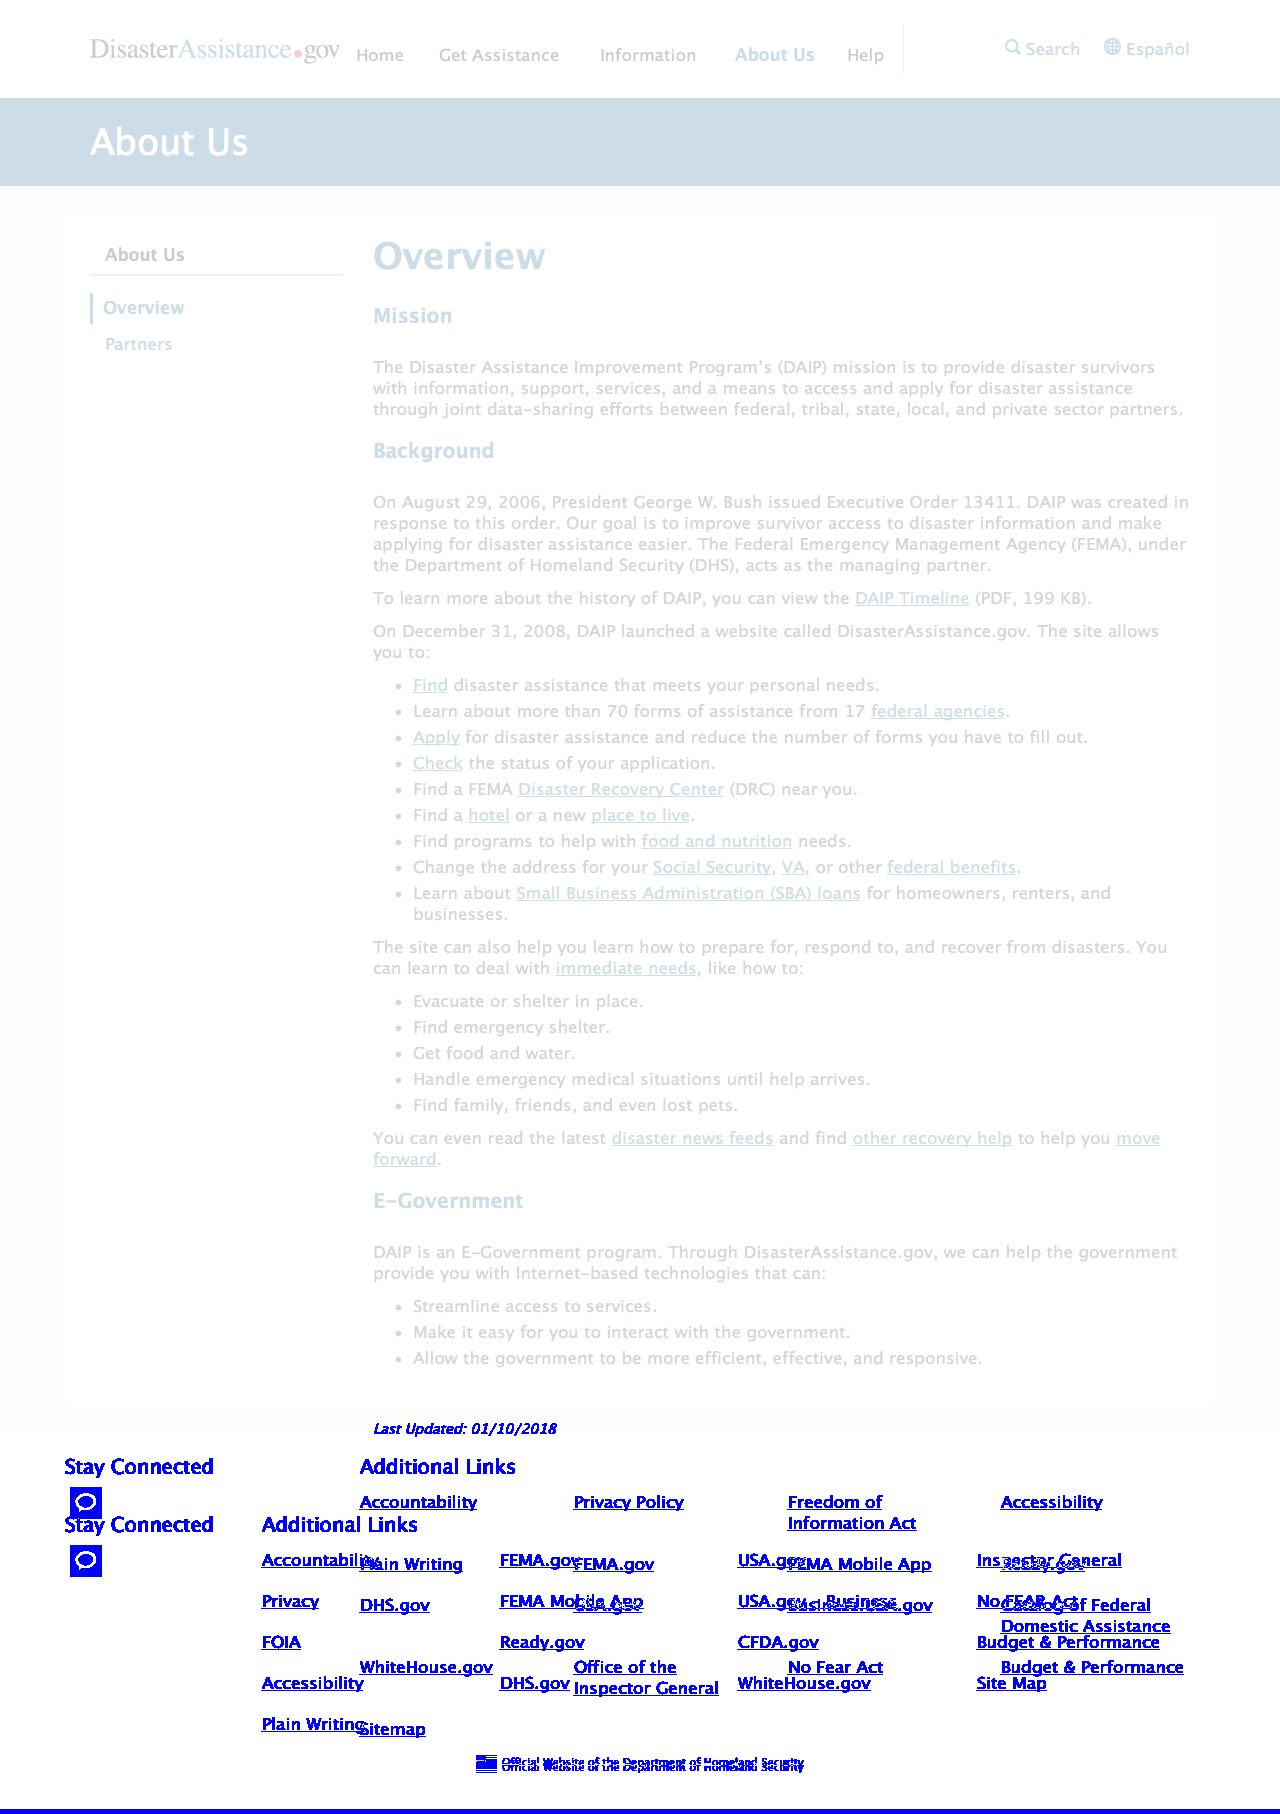 DisasterAssistance.gov Home Get Assistance Information About Us Help Search Español
About Us
About Us
Overview
Partners
Overview
Mission
The Disaster Assistance Improvement Program’s (DAIP) mission is to provide disaster survivors
with information, support, services, and a means to access and apply for disaster assistance
through joint data-sharing efforts between federal, tribal, state, local, and private sector partners.
Background
On August 29, 2006, President George W. Bush issued Executive Order 13411. DAIP was created in
response to this order. Our goal is to improve survivor access to disaster information and make
applying for disaster assistance easier. The Federal Emergency Management Agency (FEMA), under
the Department of Homeland Security (DHS), acts as the managing partner.
To learn more about the history of DAIP, you can view the DAIP Timeline (PDF, 199 KB).
On December 31, 2008, DAIP launched a website called DisasterAssistance.gov. The site allows
you to:
• Find disaster assistance that meets your personal needs.
• Learn about more than 70 forms of assistance from 17 federal agencies.
• Apply for disaster assistance and reduce the number of forms you have to fill out.
• Check the status of your application.
• Find a FEMA Disaster Recovery Center (DRC) near you.
• Find a hotel or a new place to live.
• Find programs to help with food and nutrition needs.
• Change the address for your Social Security, VA, or other federal benefits.
• Learn about Small Business Administration (SBA) loans for homeowners, renters, and
businesses.
The site can also help you learn how to prepare for, respond to, and recover from disasters. You
can learn to deal with immediate needs, like how to:
• Evacuate or shelter in place.
• Find emergency shelter.
• Get food and water.
• Handle emergency medical situations until help arrives.
• Find family, friends, and even lost pets.
You can even read the latest disaster news feeds and find other recovery help to help you move
forward.
E-Government
DAIP is an E-Government program. Through DisasterAssistance.gov, we can help the government
provide you with Internet-based technologies that can:
• Streamline access to services.
• Make it easy for you to interact with the government.
• Allow the government to be more efficient, effective, and responsive.
Last Updated: 01/10/2018
Stay Connected Additional Links
Accountability Privacy Policy Freedom of Accessibility
Information Act
Stay Connected Additional Links
Accountability FEMA.gov USA.gov Inspector General
Plain Writing FEMA.gov FEMA Mobile App Ready.gov
Privacy FEMA Mobile App USA.gov - Business No FEAR Act
DHS.gov USA.gov Business.USA.gov Catalog of Federal
Domestic Assistance
FOIA Ready.gov CFDA.gov Budget & Performance
WhiteHouse.gov Office of the No Fear Act Budget & Performance
Inspector General
Accessibility DHS.gov WhiteHouse.gov Site Map
Plain Writing
Sitemap
Official Website of the Department of Homeland Security
Official Website of the Department of Homeland Security